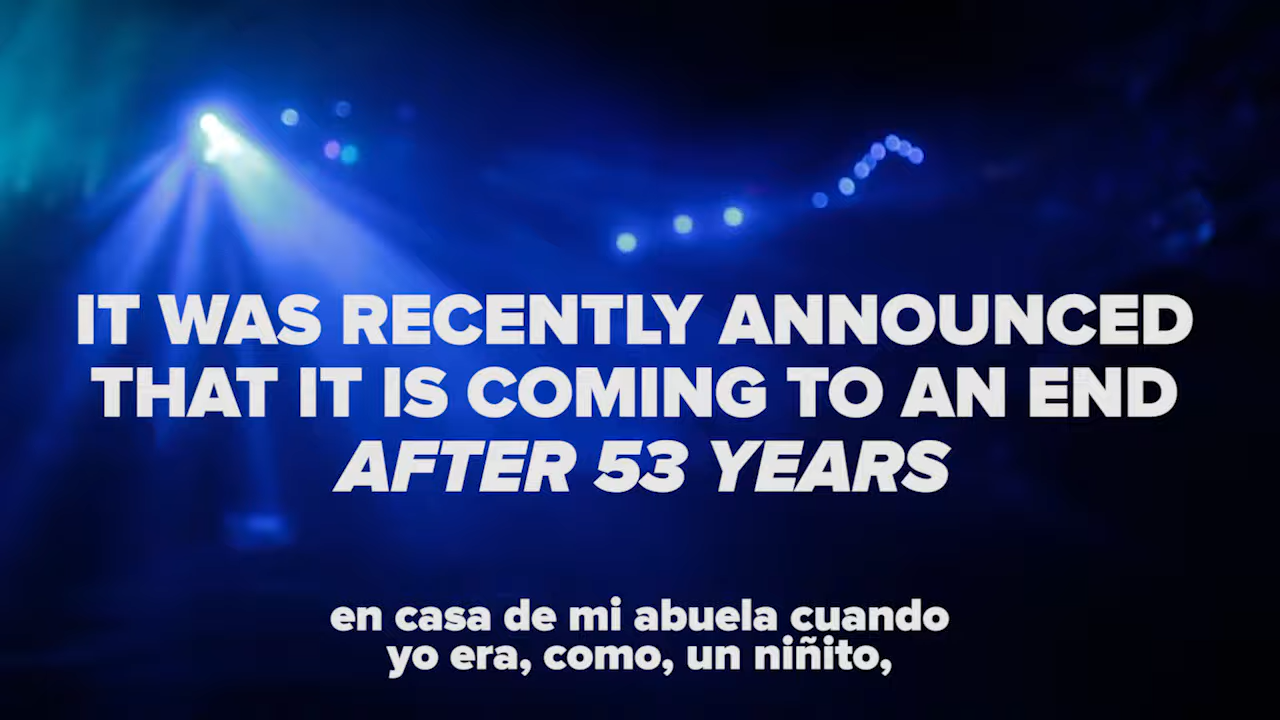 IT WAS RECENTLY ANNOUNCED
THAT IT IS COMING TO AN END
AFTER 53 YEARS
en casa de mi abuela cuando
yo era, como, un niñito,